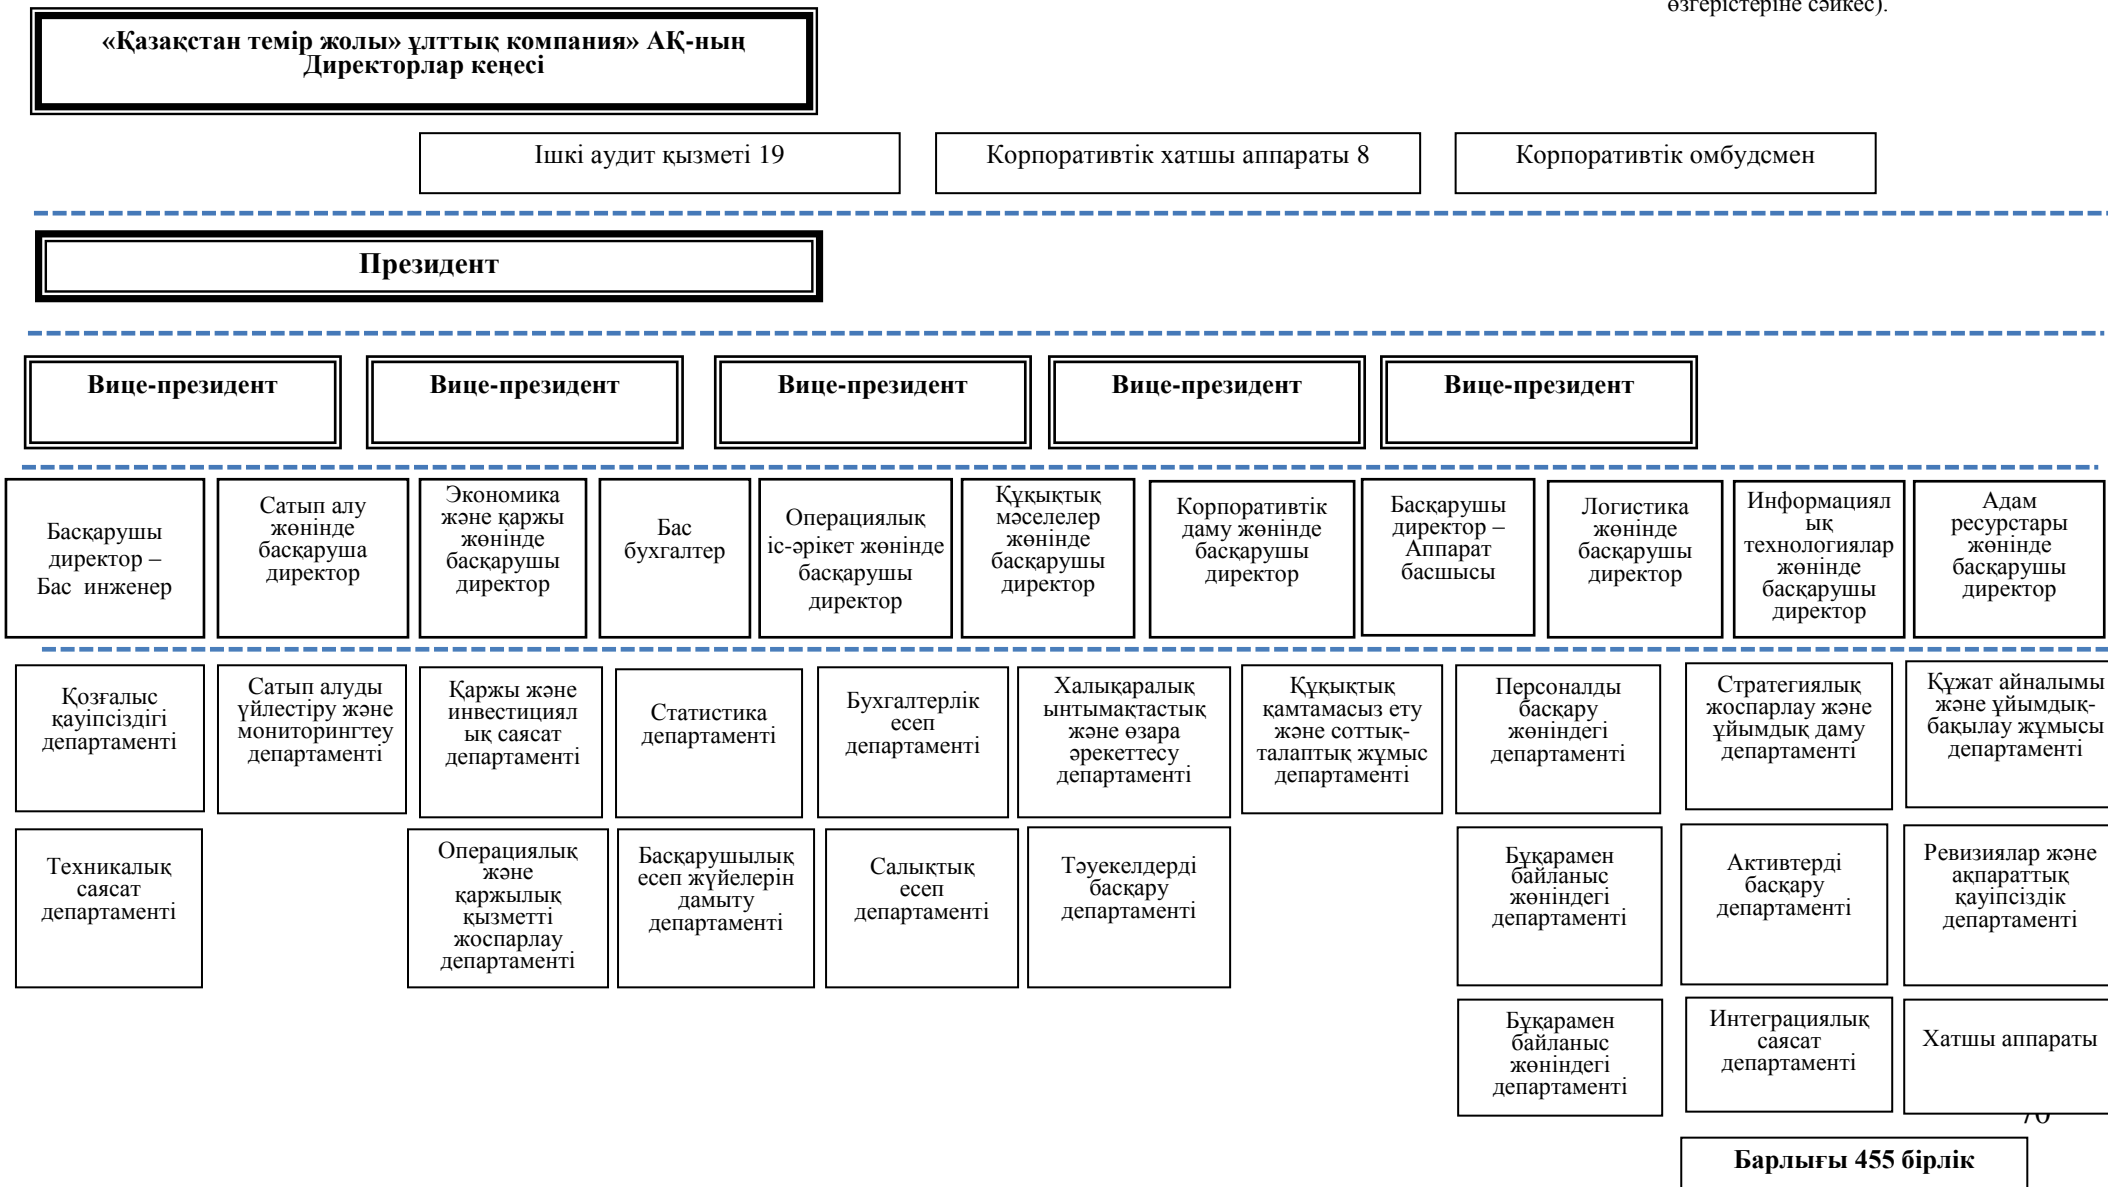 өзгерістеріне сәйкес).
«Қазақстан темір жолы» ұлттық компания» АҚ-ның
Директорлар кеңесі
Ішкі аудит қызметі 19
Корпоративтік хатшы аппараты 8
Корпоративтік омбудсмен
Президент
Вице-президент
Вице-президент
Вице-президент
Вице-президент
Вице-президент
Басқарушы
директор –
Бас инженер
Сатып алу
жөнінде
басқаруша
директор
Экономика
және қаржы
жөнінде
басқарушы
директор
Бас
бухгалтер
Операциялық
іс-әрікет жөнінде
басқарушы
директор
Құқықтық
мәселелер
жөнінде
басқарушы
директор
Корпоративтік
даму жөнінде
басқарушы
директор
Басқарушы
директор –
Аппарат
басшысы
Логистика
жөнінде
басқарушы
директор
Информациял
ық
технологиялар
жөнінде
басқарушы
директор
Адам
ресурстары
жөнінде
басқарушы
директор
Қозғалыс
қауіпсіздігі
департаменті
Сатып алуды
үйлестіру және
мониторингтеу
департаменті
Қаржы және
инвестициял
ық саясат
департаменті
Статистика
департаменті
Бухгалтерлік
есеп
департаменті
Халықаралық
ынтымақтастық
және өзара
әрекеттесу
департаменті
Құқықтық
қамтамасыз ету
және соттық-
талаптық жұмыс
департаменті
Персоналды
басқару
жөніндегі
департаменті
Стратегиялық
жоспарлау және
ұйымдық даму
департаменті
Құжат айналымы
және ұйымдық-
бақылау жұмысы
департаменті
Техникалық
саясат
департаменті
Операциялық
және
қаржылық
қызметті
жоспарлау
департаменті
Басқарушылық
есеп жүйелерін
дамыту
департаменті
Салықтық
есеп
департаменті
Тәуекелдерді
басқару
департаменті
Бұқарамен
байланыс
жөніндегі
департаменті
Активтерді
басқару
департаменті
Ревизиялар және
ақпараттық
қауіпсіздік
департаменті
Бұқарамен
байланыс
жөніндегі
департаменті
Интеграциялық
саясат
департаменті
Хатшы аппараты
Барлығы 455 бірлік